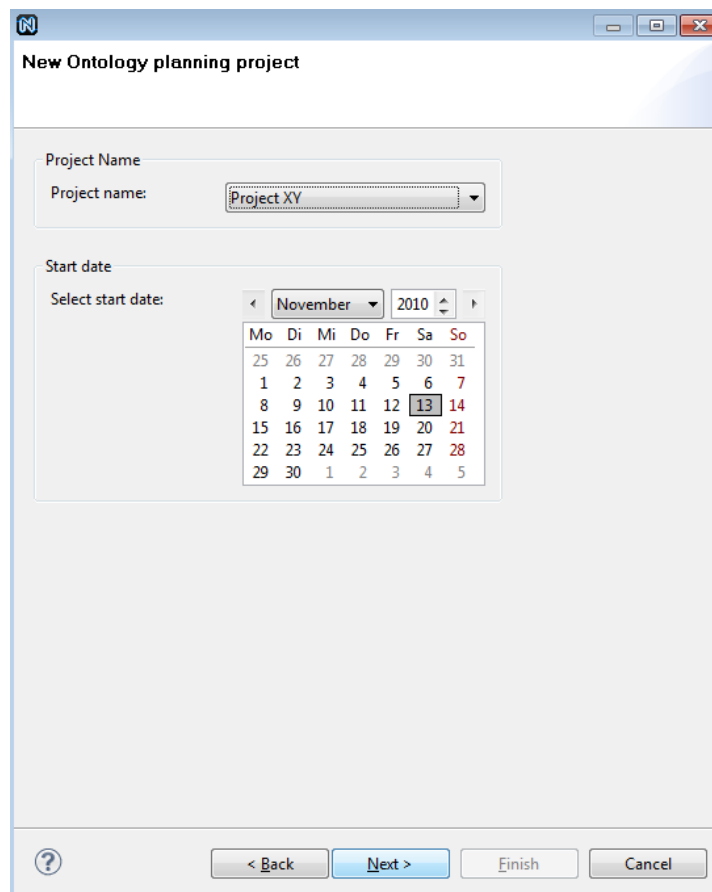 New Ontology planning project
Project Name
Project name:
Project XY
Start date
Select start date:
November 2010
Mo Di Mi Do Fr Sa So
25 26 27 28 29 30 31
1 2 3 4 5 6 7
8 9 10 11 12 13 14
15 16 17 18 19 20 21
22 23 24 25 26 27 28
29 30 1 2 3 4 5
? < Back Next > Finish Cancel